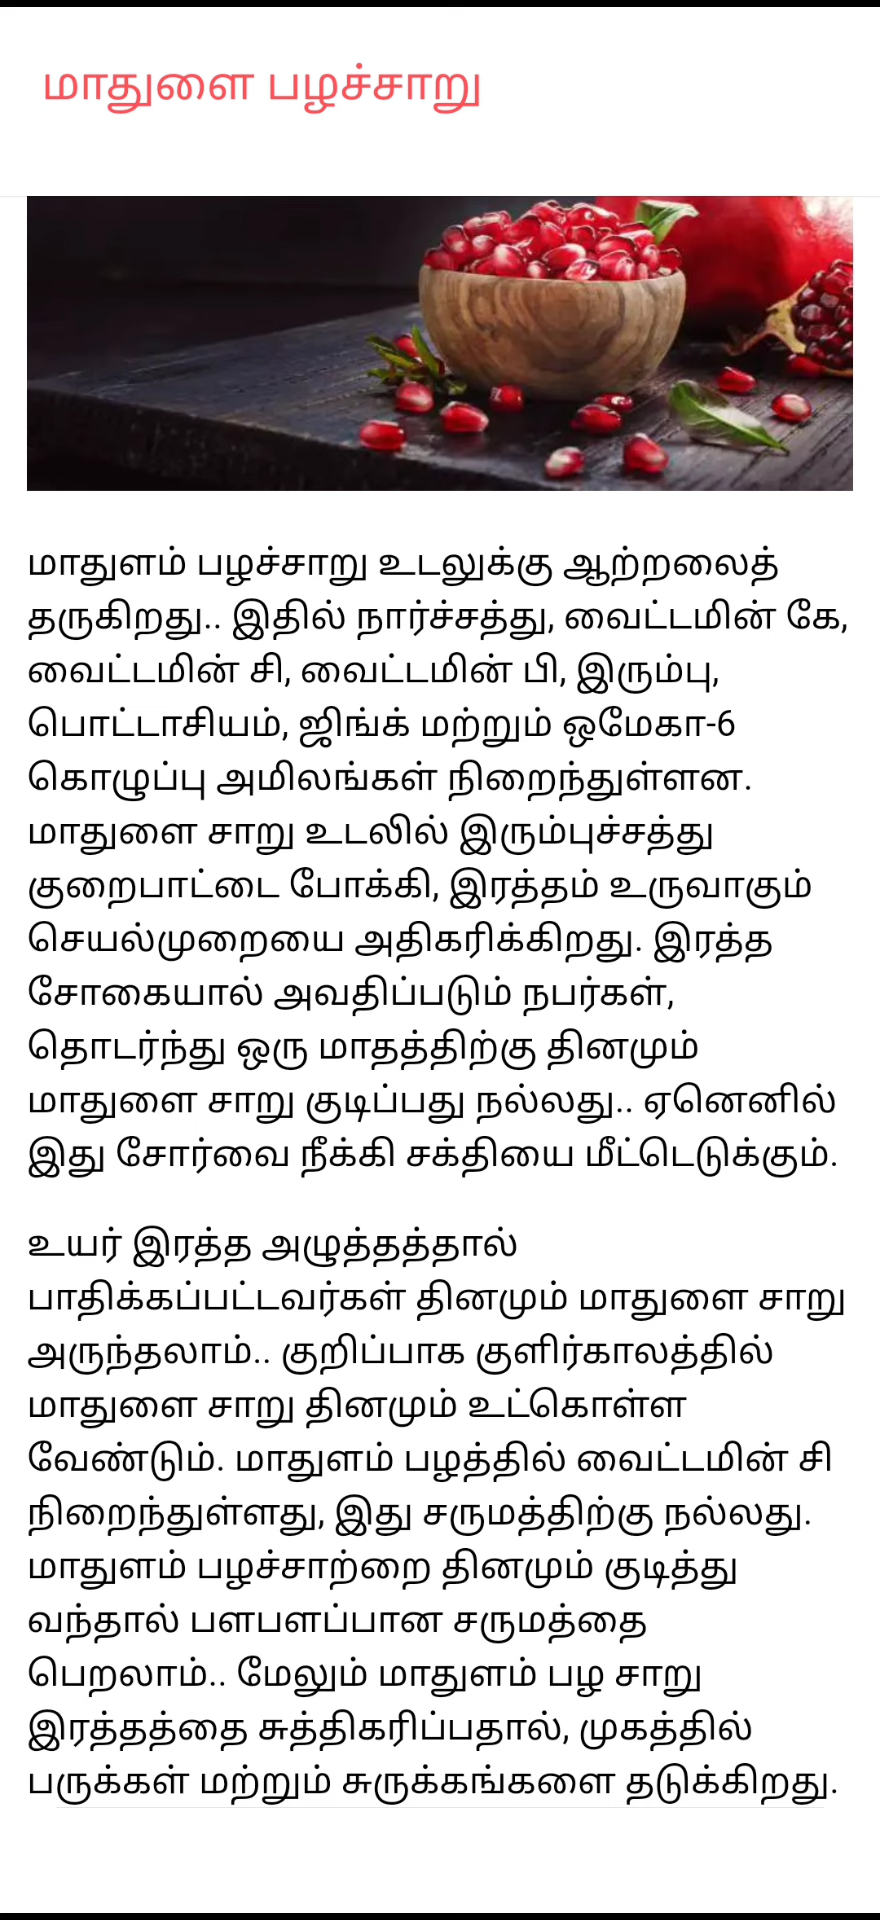 மாதுளை பழச்சாறு
மாதுளம் பழச்சாறு உடலுக்கு ஆற்றலைத்
தருகிறது.. இதில் நார்ச்சத்து, வைட்டமின் கே,
வைட்டமின் சி, வைட்டமின் பி, இரும்பு,
பொட்டாசியம், ஜிங்க் மற்றும் ஒமேகா-6
கொழுப்பு அமிலங்கள் நிறைந்துள்ளன.
மாதுளை சாறு உடலில் இரும்புச்சத்து
குறைபாட்டை போக்கி, இரத்தம் உருவாகும்
செயல்முறையை அதிகரிக்கிறது. இரத்த
சோகையால் அவதிப்படும் நபர்கள்,
தொடர்ந்து ஒரு மாதத்திற்கு தினமும்
மாதுளை சாறு குடிப்பது நல்லது.. ஏனெனில்
இது சோர்வை நீக்கி சக்தியை மீட்டெடுக்கும்.
உயர் இரத்த அழுத்தத்தால்
பாதிக்கப்பட்டவர்கள் தினமும் மாதுளை சாறு
அருந்தலாம்.. குறிப்பாக குளிர்காலத்தில்
மாதுளை சாறு தினமும் உட்கொள்ள
வேண்டும். மாதுளம் பழத்தில் வைட்டமின் சி
நிறைந்துள்ளது, இது சருமத்திற்கு நல்லது.
மாதுளம் பழச்சாற்றை தினமும் குடித்து
வந்தால் பளபளப்பான சருமத்தை
பெறலாம்.. மேலும் மாதுளம் பழ சாறு
இரத்தத்தை சுத்திகரிப்பதால், முகத்தில்
பருக்கள் மற்றும் சுருக்கங்களை தடுக்கிறது.